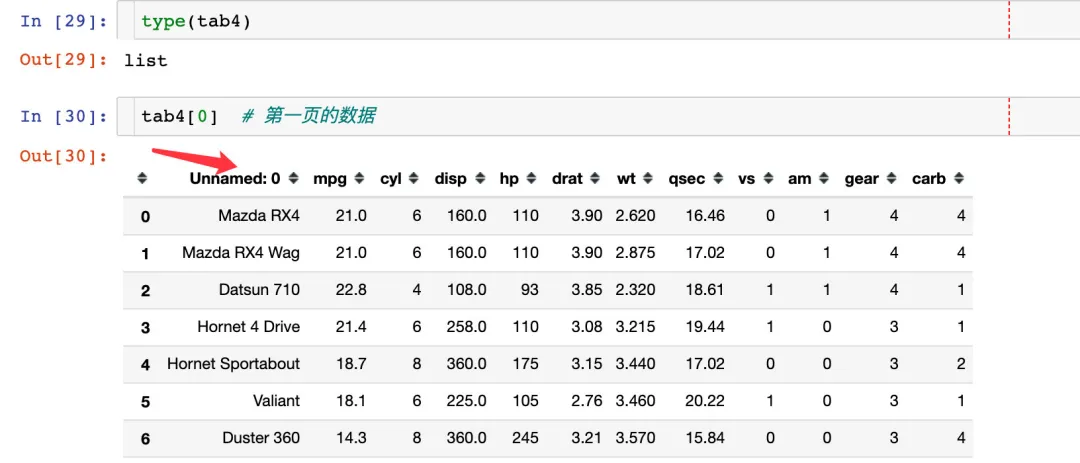 In [29]: type(tab4)
Out[29]: list
In [30]: tab4[0] # 第一页的数据
Out[30]:
Unnamed: 0 mpg cyl disp hp drat wt qsec vs am gear carb
0 Mazda RX4 21.0 6 160.0 110 3.90 2.620 16.46 0 1 4 4
1 Mazda RX4 Wag 21.0 6 160.0 110 3.90 2.875 17.02 0 1 4 4
2 Datsun 710 22.8 4 108.0 93 3.85 2.320 18.61 1 1 4 1
3 Hornet 4 Drive 21.4 6 258.0 110 3.08 3.215 19.44 1 0 3 1
4 Hornet Sportabout 18.7 8 360.0 175 3.15 3.440 17.02 0 0 3 2
5 Valiant 18.1 6 225.0 105 2.76 3.460 20.22 1 0 3 1
6 Duster 360 14.3 8 360.0 245 3.21 3.570 15.84 0 0 3 4